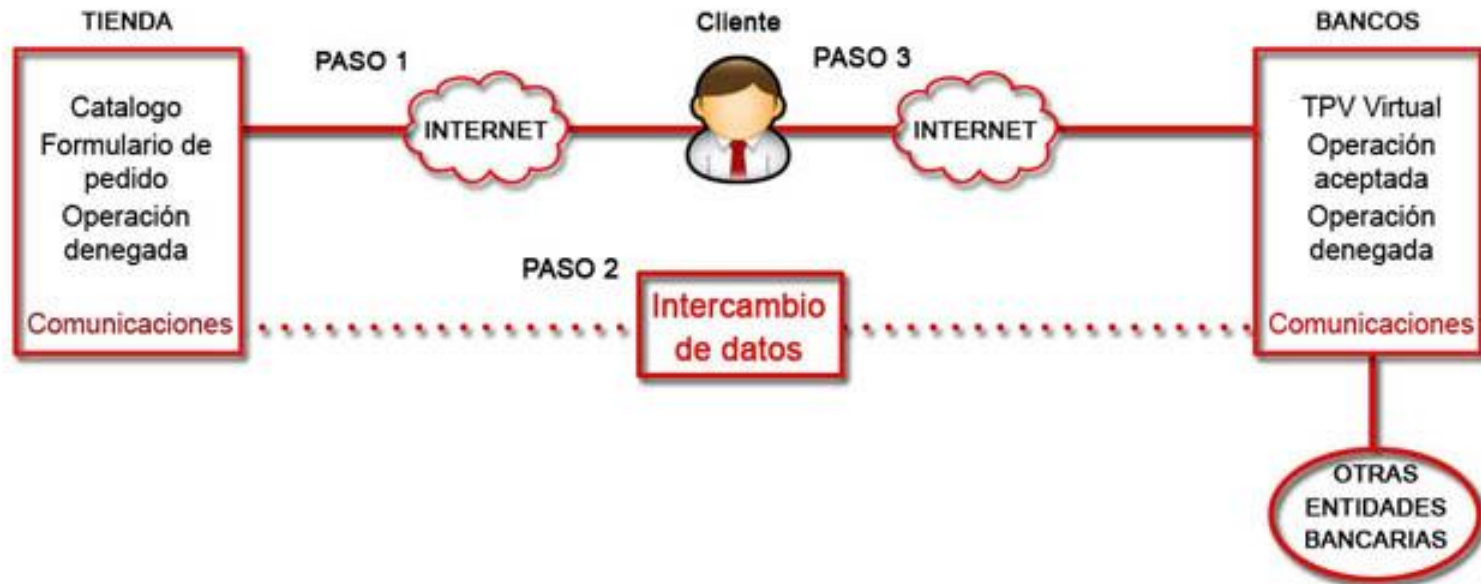 TIENDA
Catalogo
Formulario de
pedido
Operación
denegada
Comunicaciones
PASO 1
INTERNET
Cliente
PASO 3
INTERNET
PASO 2
Intercambio
de datos
BANCOS
TPV Virtual
Operación
aceptada
Operación
denegada
Comunicaciones
OTRAS
ENTIDADES
BANCARIAS